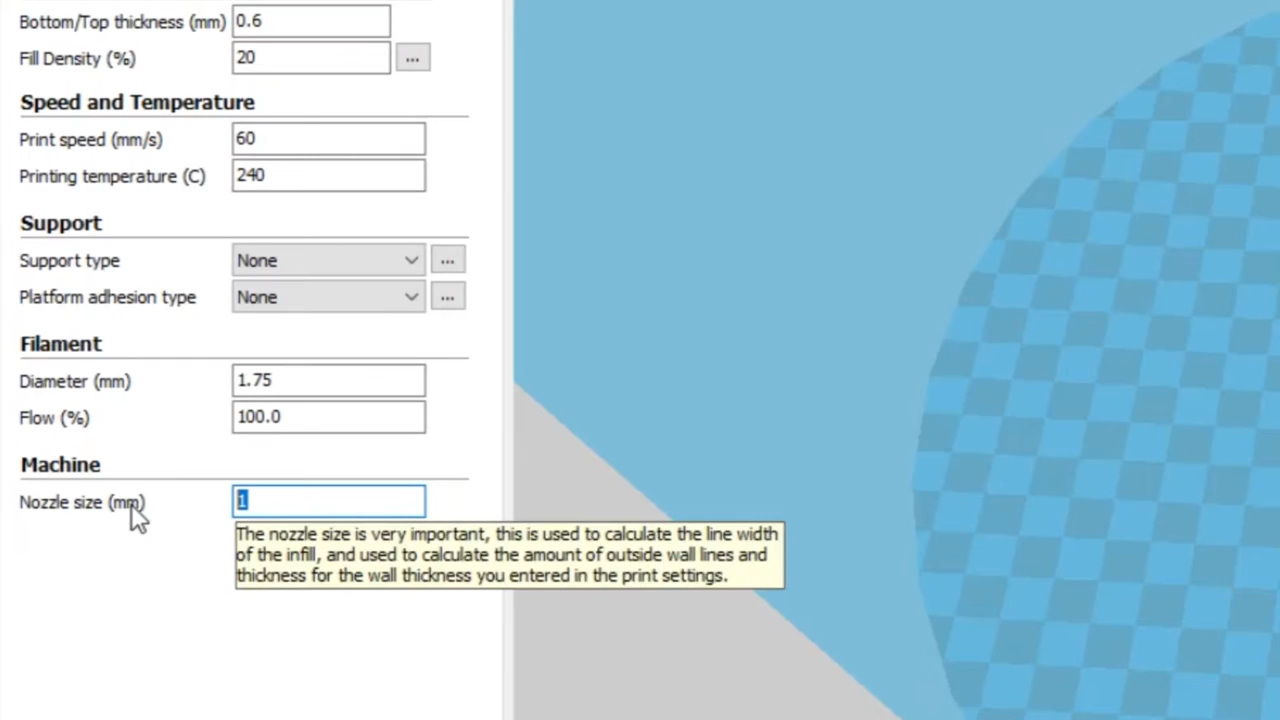 Bottom/Top thickness (mm) 0.6
Fill Density (%) 20 ...
Speed and Temperature
Print speed (mm/s) 60
Printing temperature (C) 240
Support
Support type None ...
Platform adhesion type None ...
Filament
Diameter (mm) 1.75
Flow (%) 100.0
Machine
Nozzle size (mm) 1
The nozzle size is very important, this is used to calculate the line width
of the infill, and used to calculate the amount of outside wall lines and
thickness for the wall thickness you entered in the print settings.